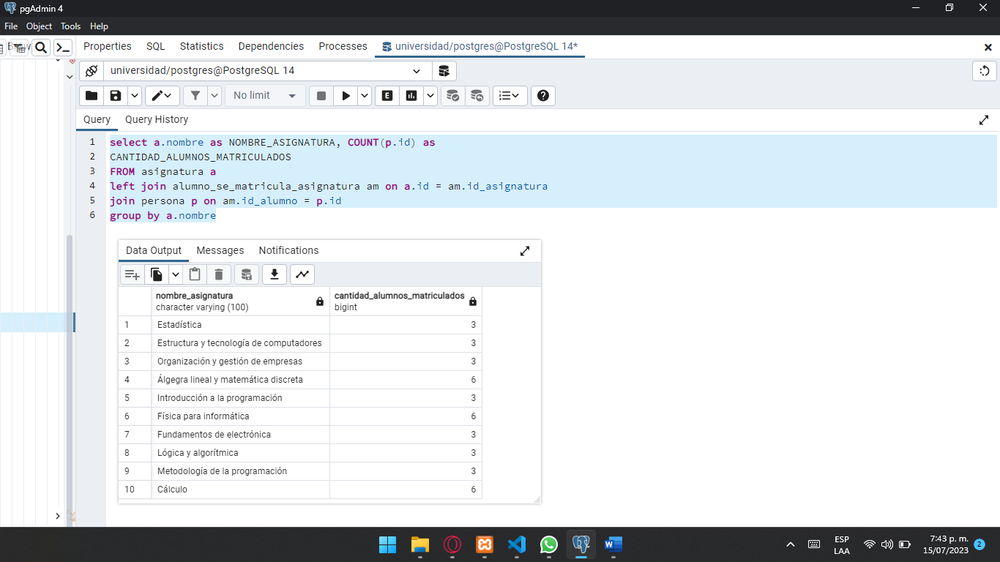 pgAdmin 4
File Object Tools Help
Properties SQL Statistics Dependencies Processes universidad/postgres@PostgreSQL 14*
universidad/postgres@PostgreSQL 14
No limit
E
Query Query History
1 select a.nombre as NOMBRE_ASIGNATURA, COUNT(p.id) as
2 CANTIDAD_ALUMNOS_MATRICULADOS
3 FROM asignatura a
4 left join alumno_se_matricula_asignatura am on a.id = am.id_asignatura
5 join persona p on am.id_alumno = p.id
6 group by a.nombre
Data Output Messages Notifications
nombre_asignatura cantidad_alumnos_matriculados
character varying (100) bigint
1 Estadística 3
2 Estructura y tecnología de computadores 3
3 Organización y gestión de empresas 3
4 Álgegra lineal y matemática discreta 6
5 Introducción a la programación 3
6 Física para informática 6
7 Fundamentos de electrónica 3
8 Lógica y algorítmica 3
9 Metodología de la programación 3
10 Cálculo 6
ESP 7:43 p. m.
LAA 15/07/2023 2